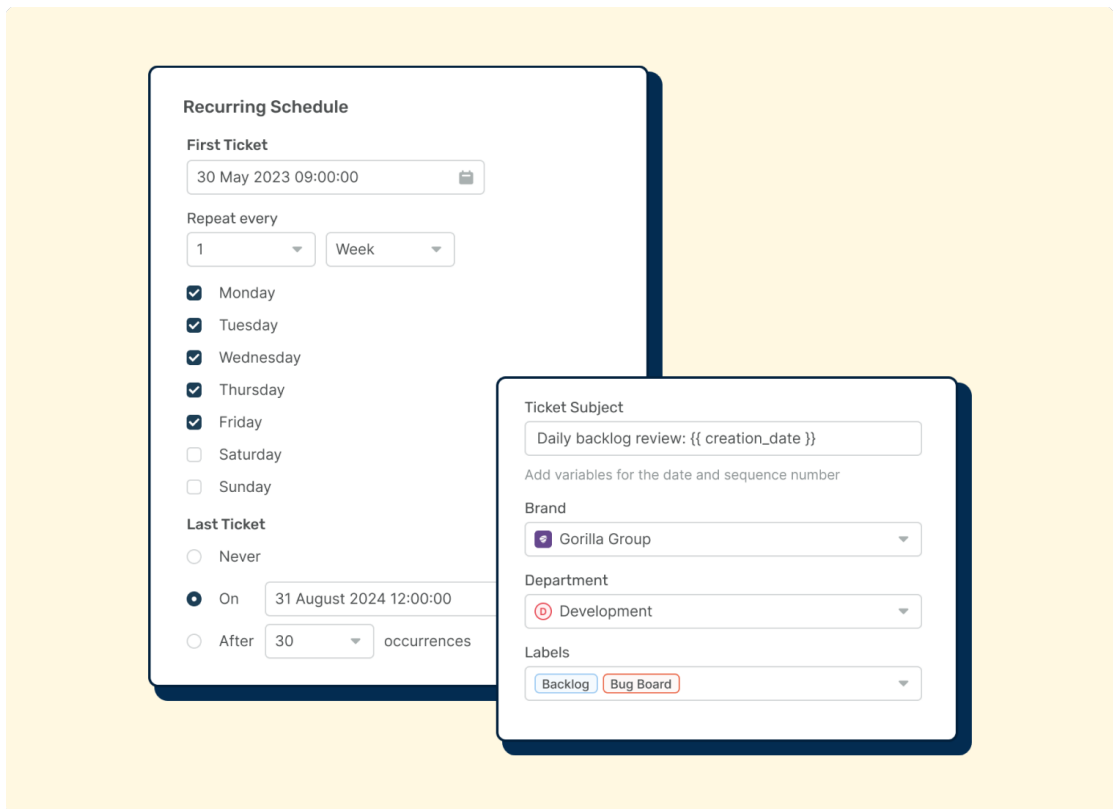 Recurring Schedule
First Ticket
30 May 2023 09:00:00
Repeat every
1 Week
Monday
Tuesday
Wednesday
Thursday
Friday
Saturday
Sunday
Last Ticket
Never
On 31 August 2024 12:00:00
After 30 occurrences
Ticket Subject
Daily backlog review: {{ creation_date }}
Add variables for the date and sequence number
Brand
Gorilla Group
Department
D Development
Labels
Backlog Bug Board